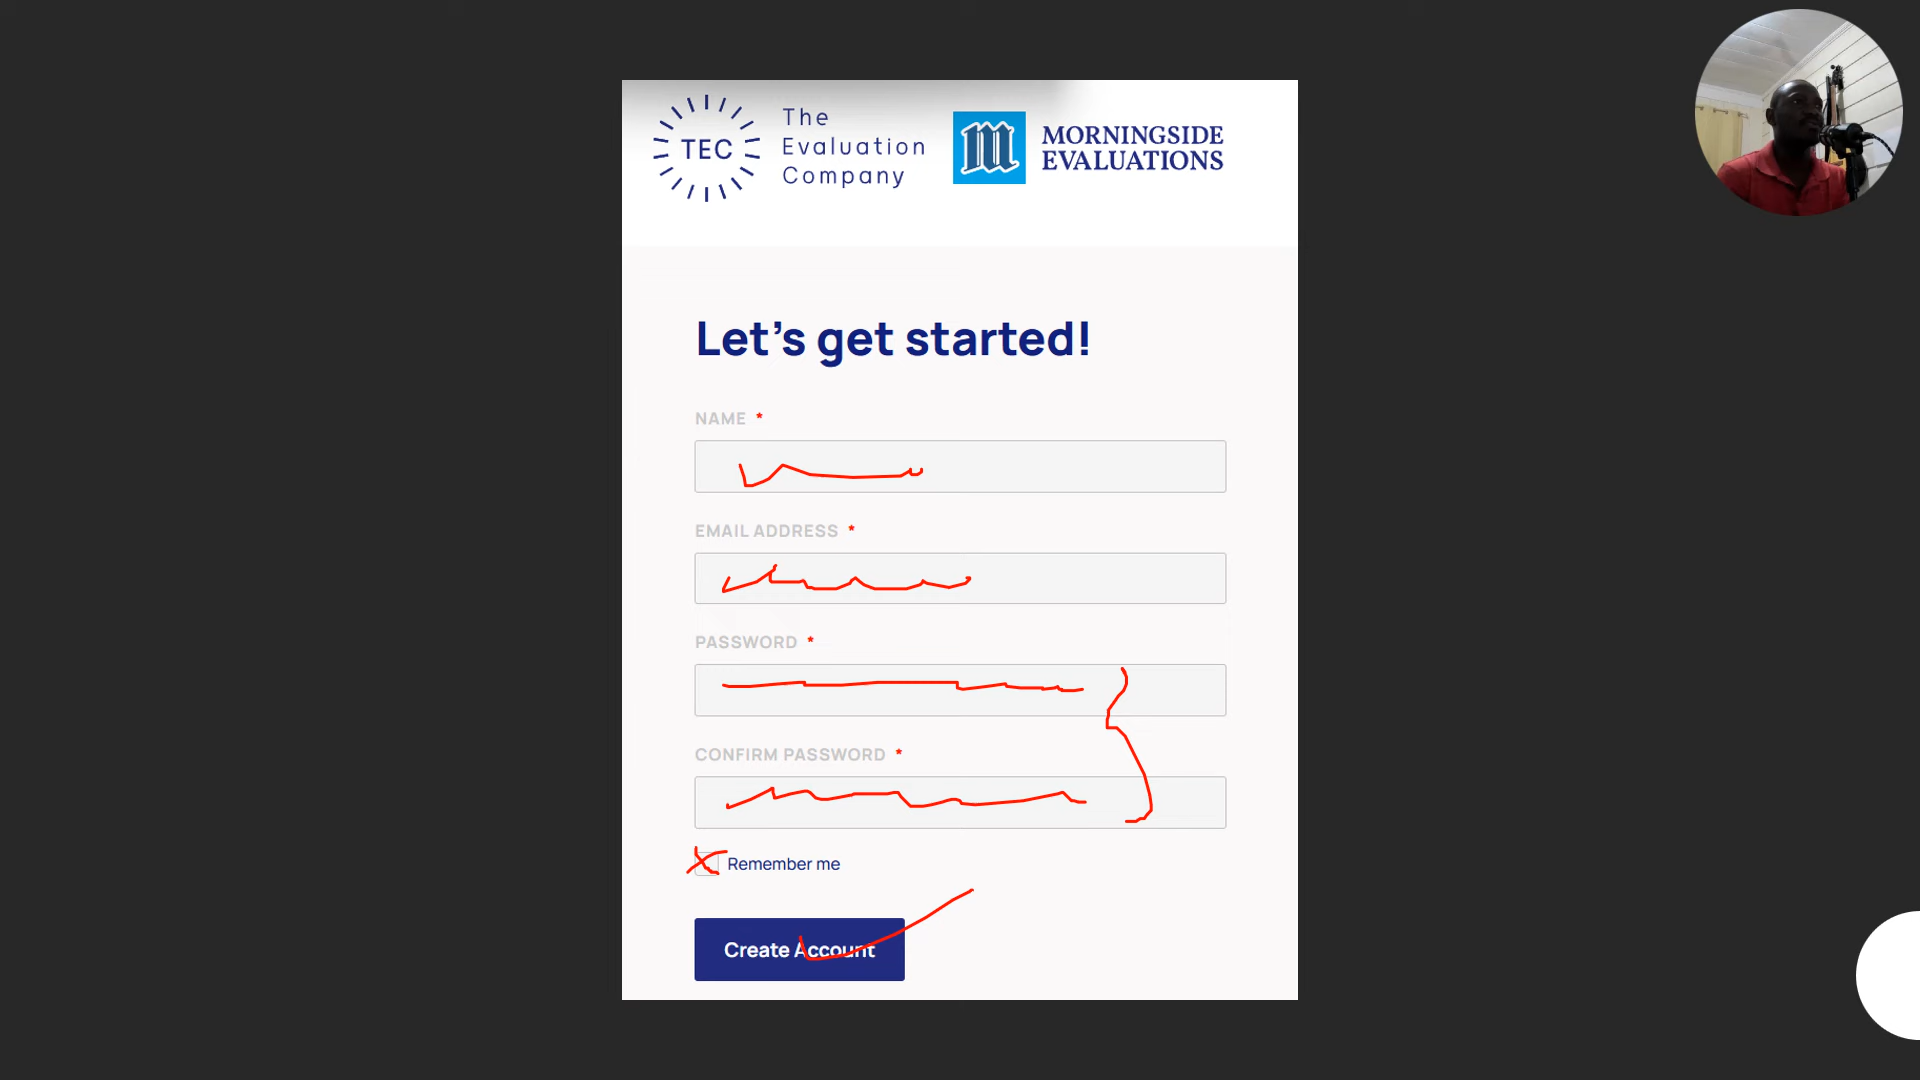 TEC
The
Evaluation
Company
m
MORNINGSIDE
EVALUATIONS
Let's get started!
NAME *
EMAIL ADDRESS *
PASSWORD *
CONFIRM PASSWORD *
Remember me
Create Account